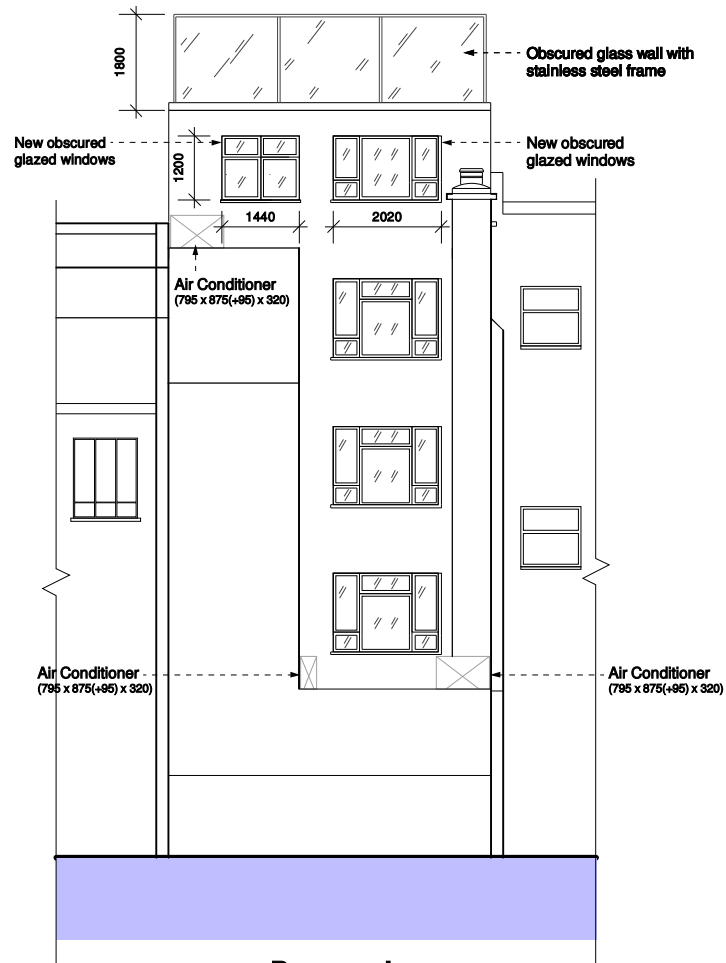 1800
Obscured glass wall with
stainless steel frame
New obscured
glazed windows
1200
New obscured
glazed windows
1440
2020
Air Conditioner
(795 x 875(+95) x 320)
Air Conditioner
(795 x 875(+95) x 320)
Air Conditioner
(795 x 875(+95) x 320)